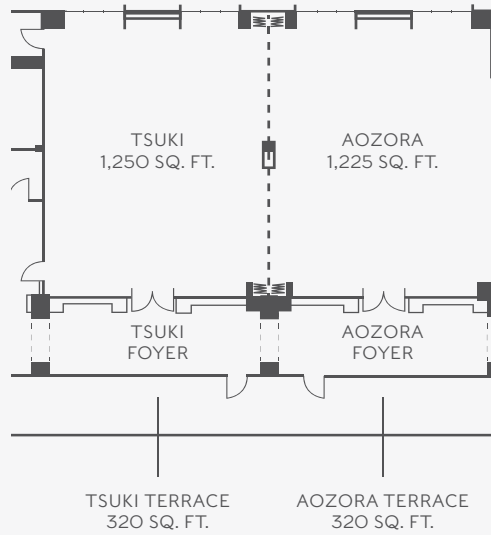 TSUKI
1,250 SQ. FT.
AOZORA
1,225 SQ. FT.
TSUKI
FOYER
AOZORA
FOYER
TSUKI TERRACE
320 SQ. FT.
AOZORA TERRACE
320 SQ. FT.